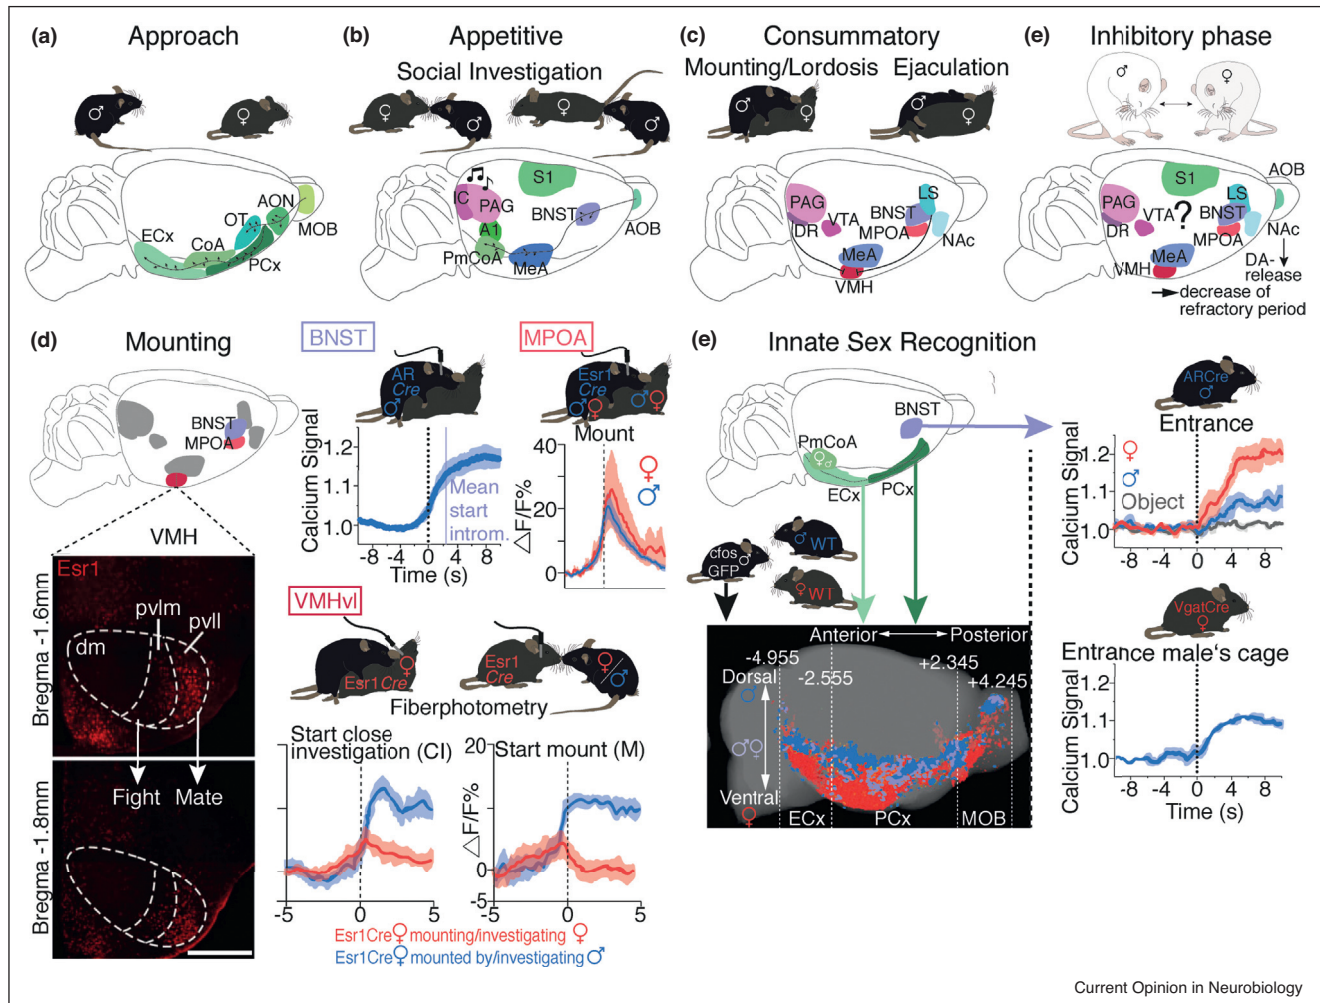 (a) Approach
ECx
CoA
OT
AON
MOB
PCx
(b) Appetitive
Social Investigation
S1
IC
PAG
BNST
A1
AOB
PmCoA
MeA
(c) Consummatory
Mounting/Lordosis Ejaculation
PAG
VTA
DR
LS
BNST
MPOA
NAc
MeA
VMH
(e) Inhibitory phase
♂ ♀
S1
AOB
PAG
LS
VTA
?
BNST
DR
MPOA
NAc
MeA
VMH
DA-
release
decrease of
refractory period
(d) Mounting
BNST
MPOA
VMH
Esr1
pvlm
pvll
dm
Bregma -1.6mm
Fight Mate
Bregma -1.8mm
BNST
AR
Cre
♂
Calcium Signal
1.2
1.1
1.0
Mean
start
introm.
-8 -4 0 4 8
Time (s)
MPOA
Esr1
Cre
♂♀ ♂♀
Mount
♀
♂
△F/F%
40
20
0
VMHvl
Esr1Cre
♀
Esr1
Cre
♀/♂
Fiberphotometry
Start close
investigation (CI)
-5 0 5
Start mount (M)
△F/F%
20
10
0
-5
-5 0 5
Esr1Cre♀ mounting/investigating ♀
Esr1Cre♀ mounted by/investigating ♂
(e) Innate Sex Recognition
BNST
PmCoA
♀♂
ECx
PCx
cfos♂
GFP
♂ WT
♀ WT
Anterior Posterior
-4.955
-2.555
+2.345
+4.245
Dorsal
♂
♂♀
Ventral
♀
ECx
PCx
MOB
ARCre
♂
Entrance
♀
♂
Object
Calcium Signal
1.2
1.1
1.0
-8 -4 0 4 8
VgatCre
♀
Entrance male's cage
Calcium Signal
1.2
1.1
1.0
-8 -4 0 4 8
Time (s)
Current Opinion in Neurobiology